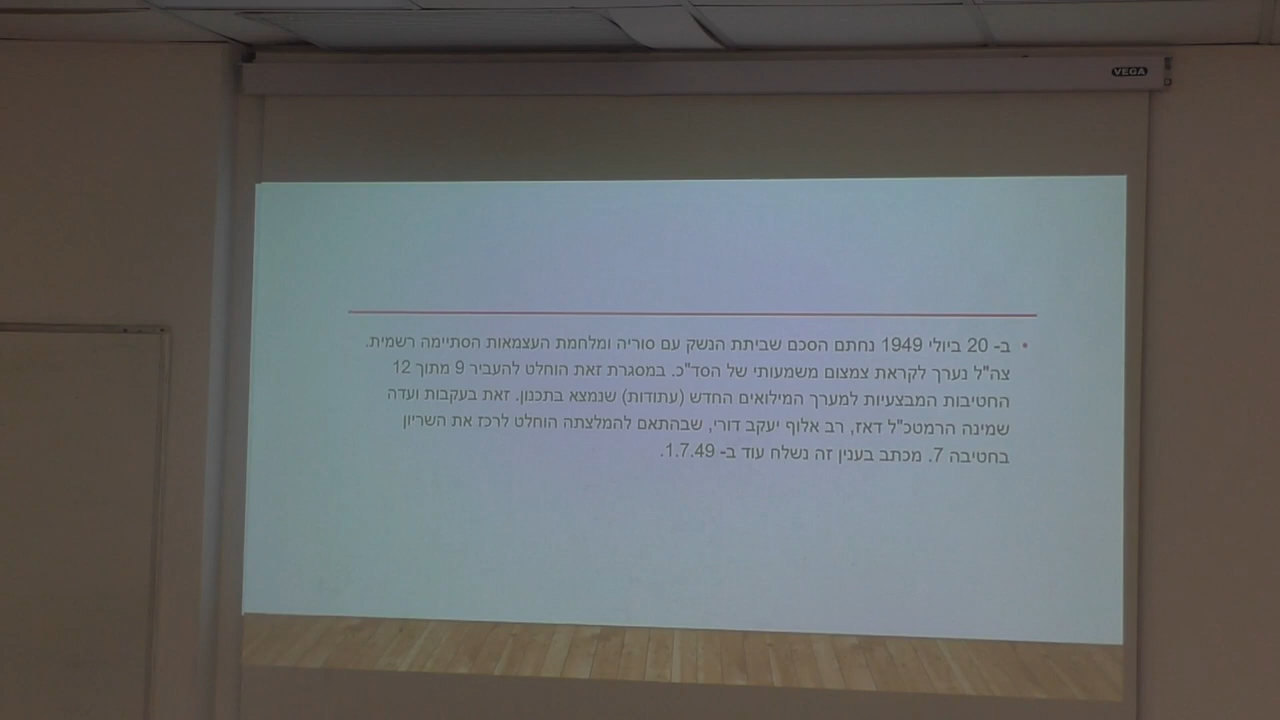 VEGA
ב- 20 ביולי 1949 נחתם הסכם שביתת הנשק עם סוריה ומלחמת העצמאות הסתיימה רשמית.
צה"ל נערך לקראת צמצום משמעותי של הסד"כ. במסגרת זאת הוחלט להעביר 9 מתוך 12
החטיבות המבצעיות למערך המילואים החדש (עתודות) שנמצא בתכנון. זאת בעקבות ועדה
שמינה הרמטכ"ל דאז, רב אלוף יעקב דורי, שבהתאם להמלצתה הוחלט לרכז את השריון
בחטיבה 7. מכתב בענין זה נשלח עוד ב- 1.7.49.